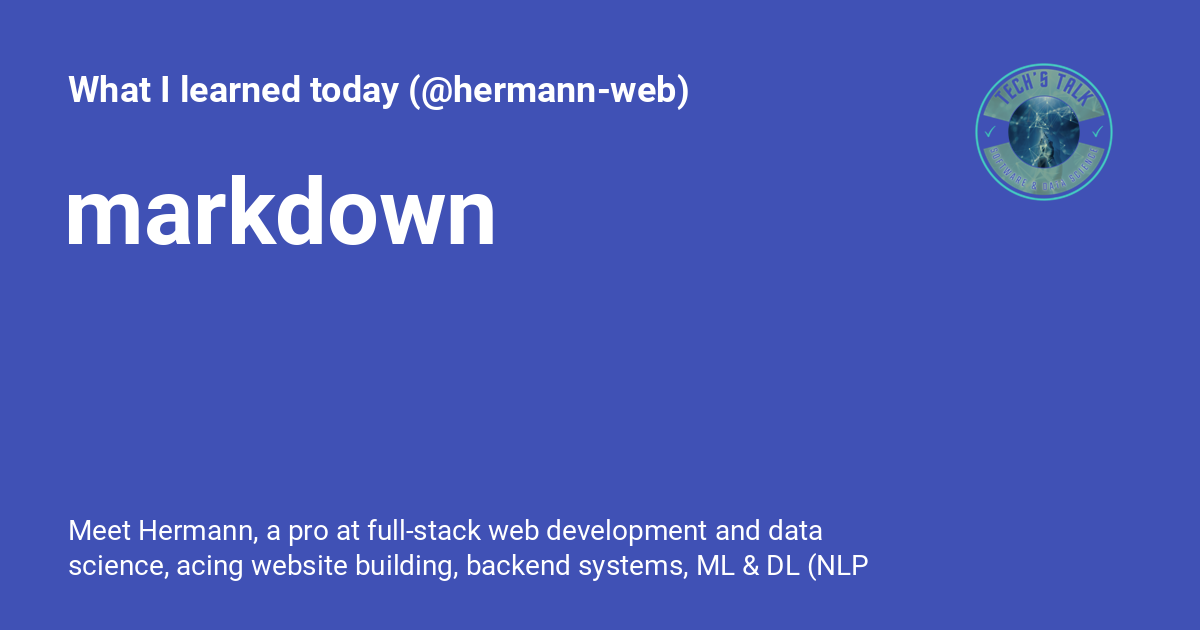 What I learned today (@hermann-web)
TECH'S TALK
markdown
SOFTWARE & DATA SCIENCE
Meet Hermann, a pro at full-stack web development and data
science, acing website building, backend systems, ML & DL (NLP